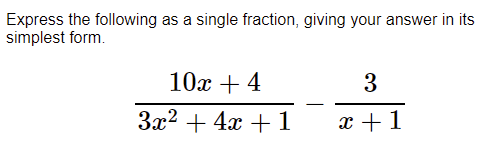 Express the following as a single fraction, giving your answer in its
simplest form.
10x + 4      3
———————— − ————
3x² + 4x + 1   x + 1